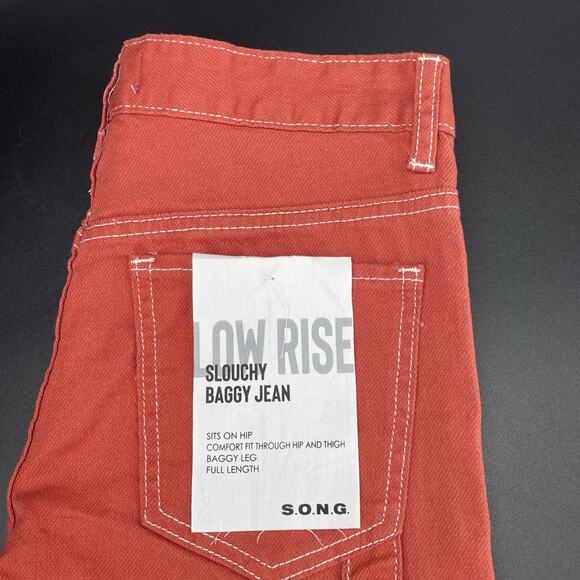 LOW RISE
SLOUCHY
BAGGY JEAN
SITS ON HIP
COMFORT FIT THROUGH HIP AND THIGH
BAGGY LEG
FULL LENGTH
S.O.N.G.